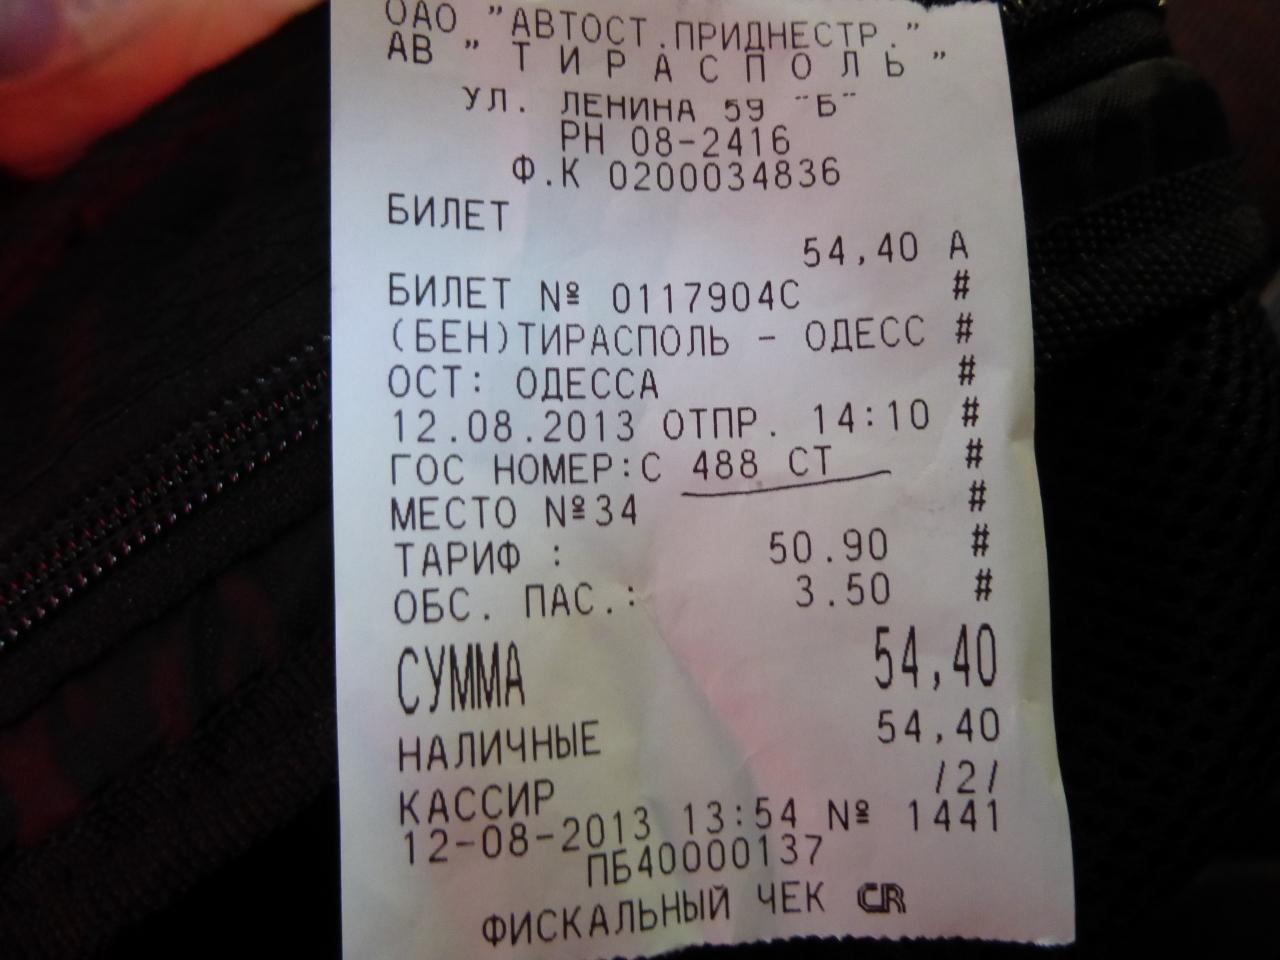 ОАО "АВТОСТ.ПРИДНЕСТР."
АВ " Т И Р А С П О Л Ь "
УЛ. ЛЕНИНА 59 "Б"
РН 08-2416
Ф.К 0200034836
БИЛЕТ
54,40 А
БИЛЕТ № 0117904С #
(БЕН)ТИРАСПОЛЬ - ОДЕСС #
ОСТ: ОДЕССА #
12.08.2013 ОТПР. 14:10 #
ГОС НОМЕР:С 488 СТ #
МЕСТО №34 #
ТАРИФ : 50.90 #
ОБС. ПАС.: 3.50 #
СУММА 54,40
НАЛИЧНЫЕ 54,40
КАССИР /2/
12-08-2013 13:54 № 1441
ПБ40000137
ФИСКАЛЬНЫЙ ЧЕК CR